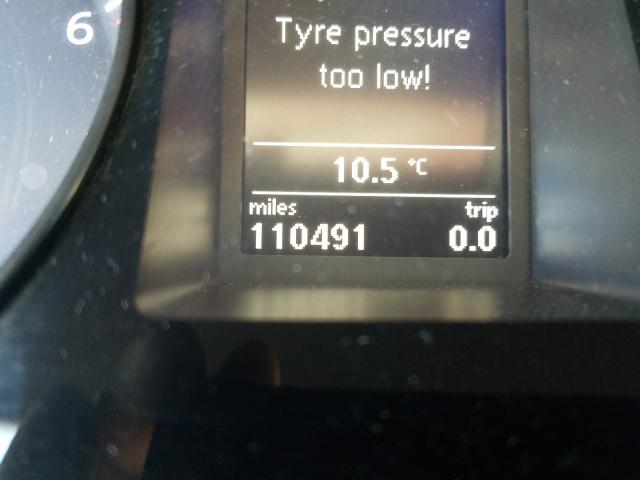 6
Tyre pressure
too low!
10.5 °C
miles trip
110491 0.0